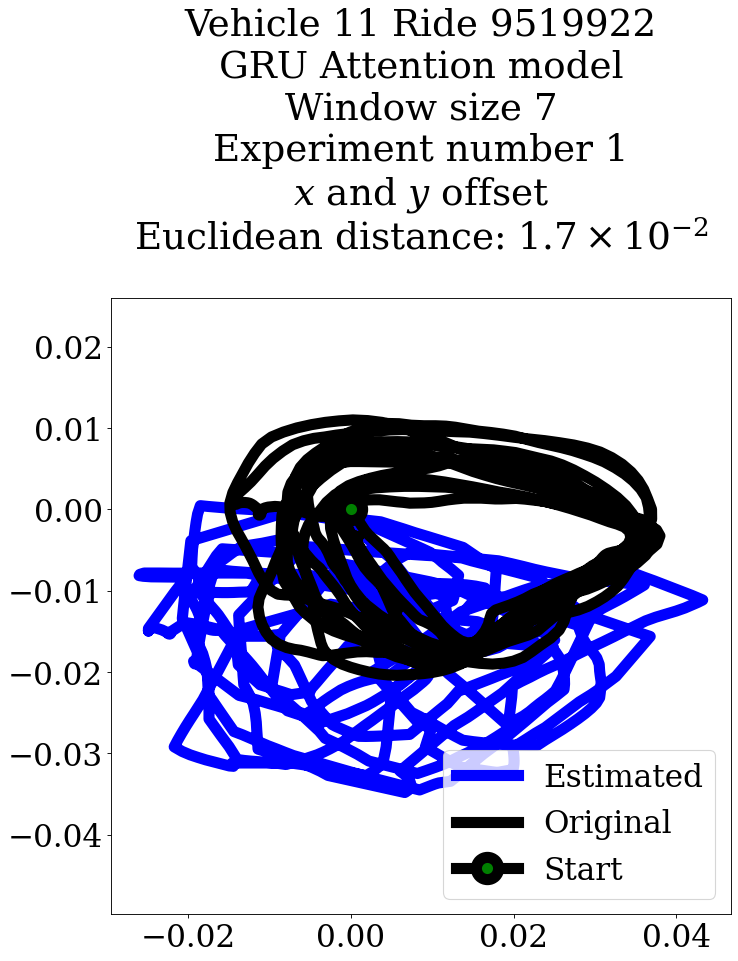 Vehicle 11 Ride 9519922
GRU Attention model
Window size 7
Experiment number 1
x and y offset
Euclidean distance: 1.7 × 10⁻²
0.02
0.01
0.00
−0.01
−0.02
−0.03
−0.04
−0.02 0.00 0.02 0.04
Estimated
Original
Start